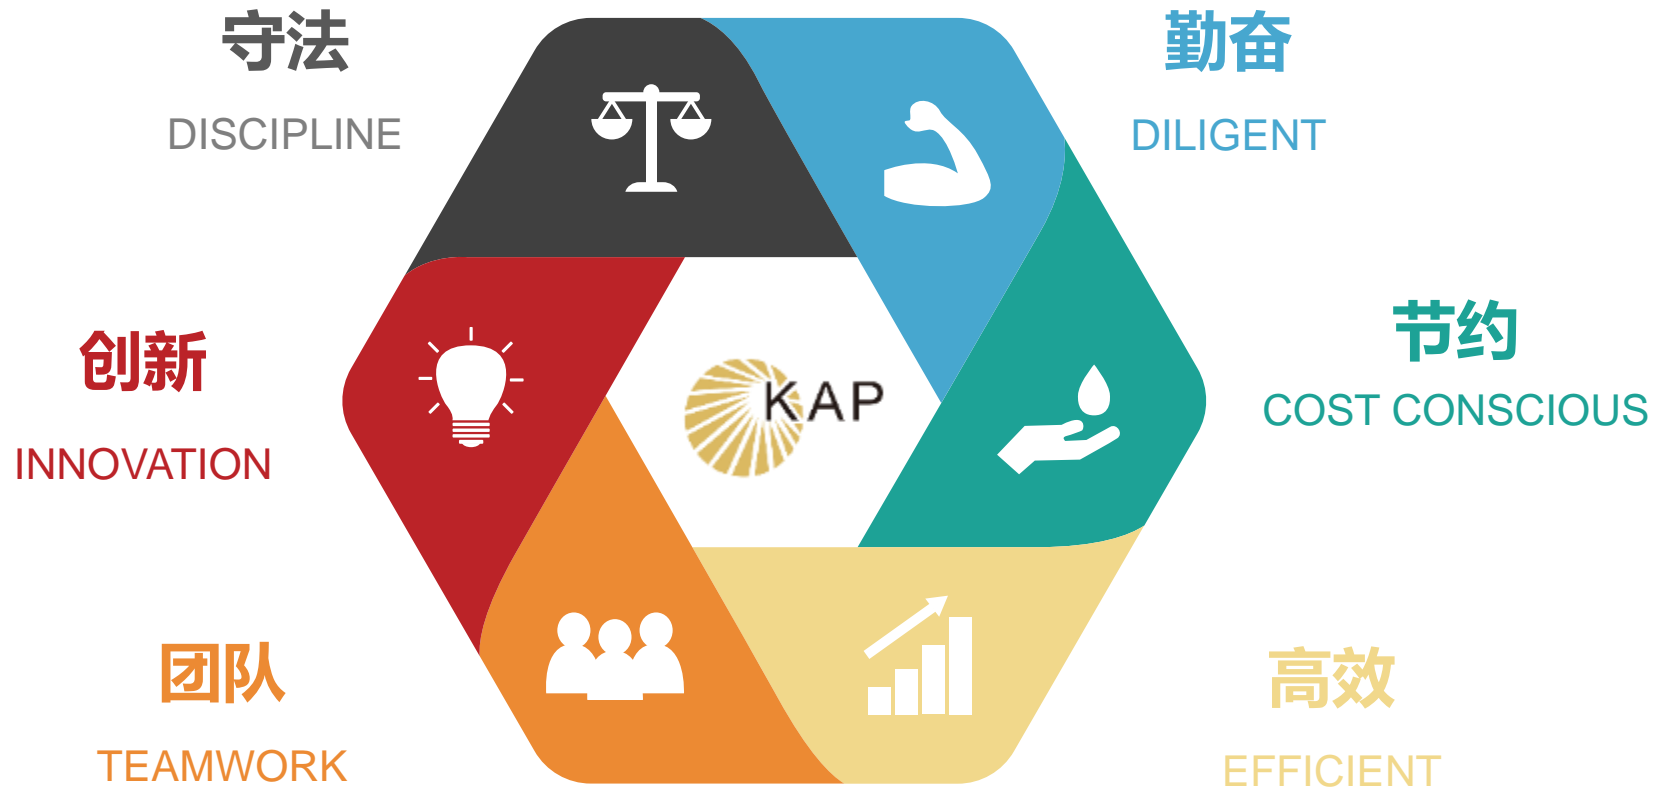 守法
DISCIPLINE
勤奋
DILIGENT
创新
INNOVATION
KAP
节约
COST CONSCIOUS
团队
TEAMWORK
高效
EFFICIENT